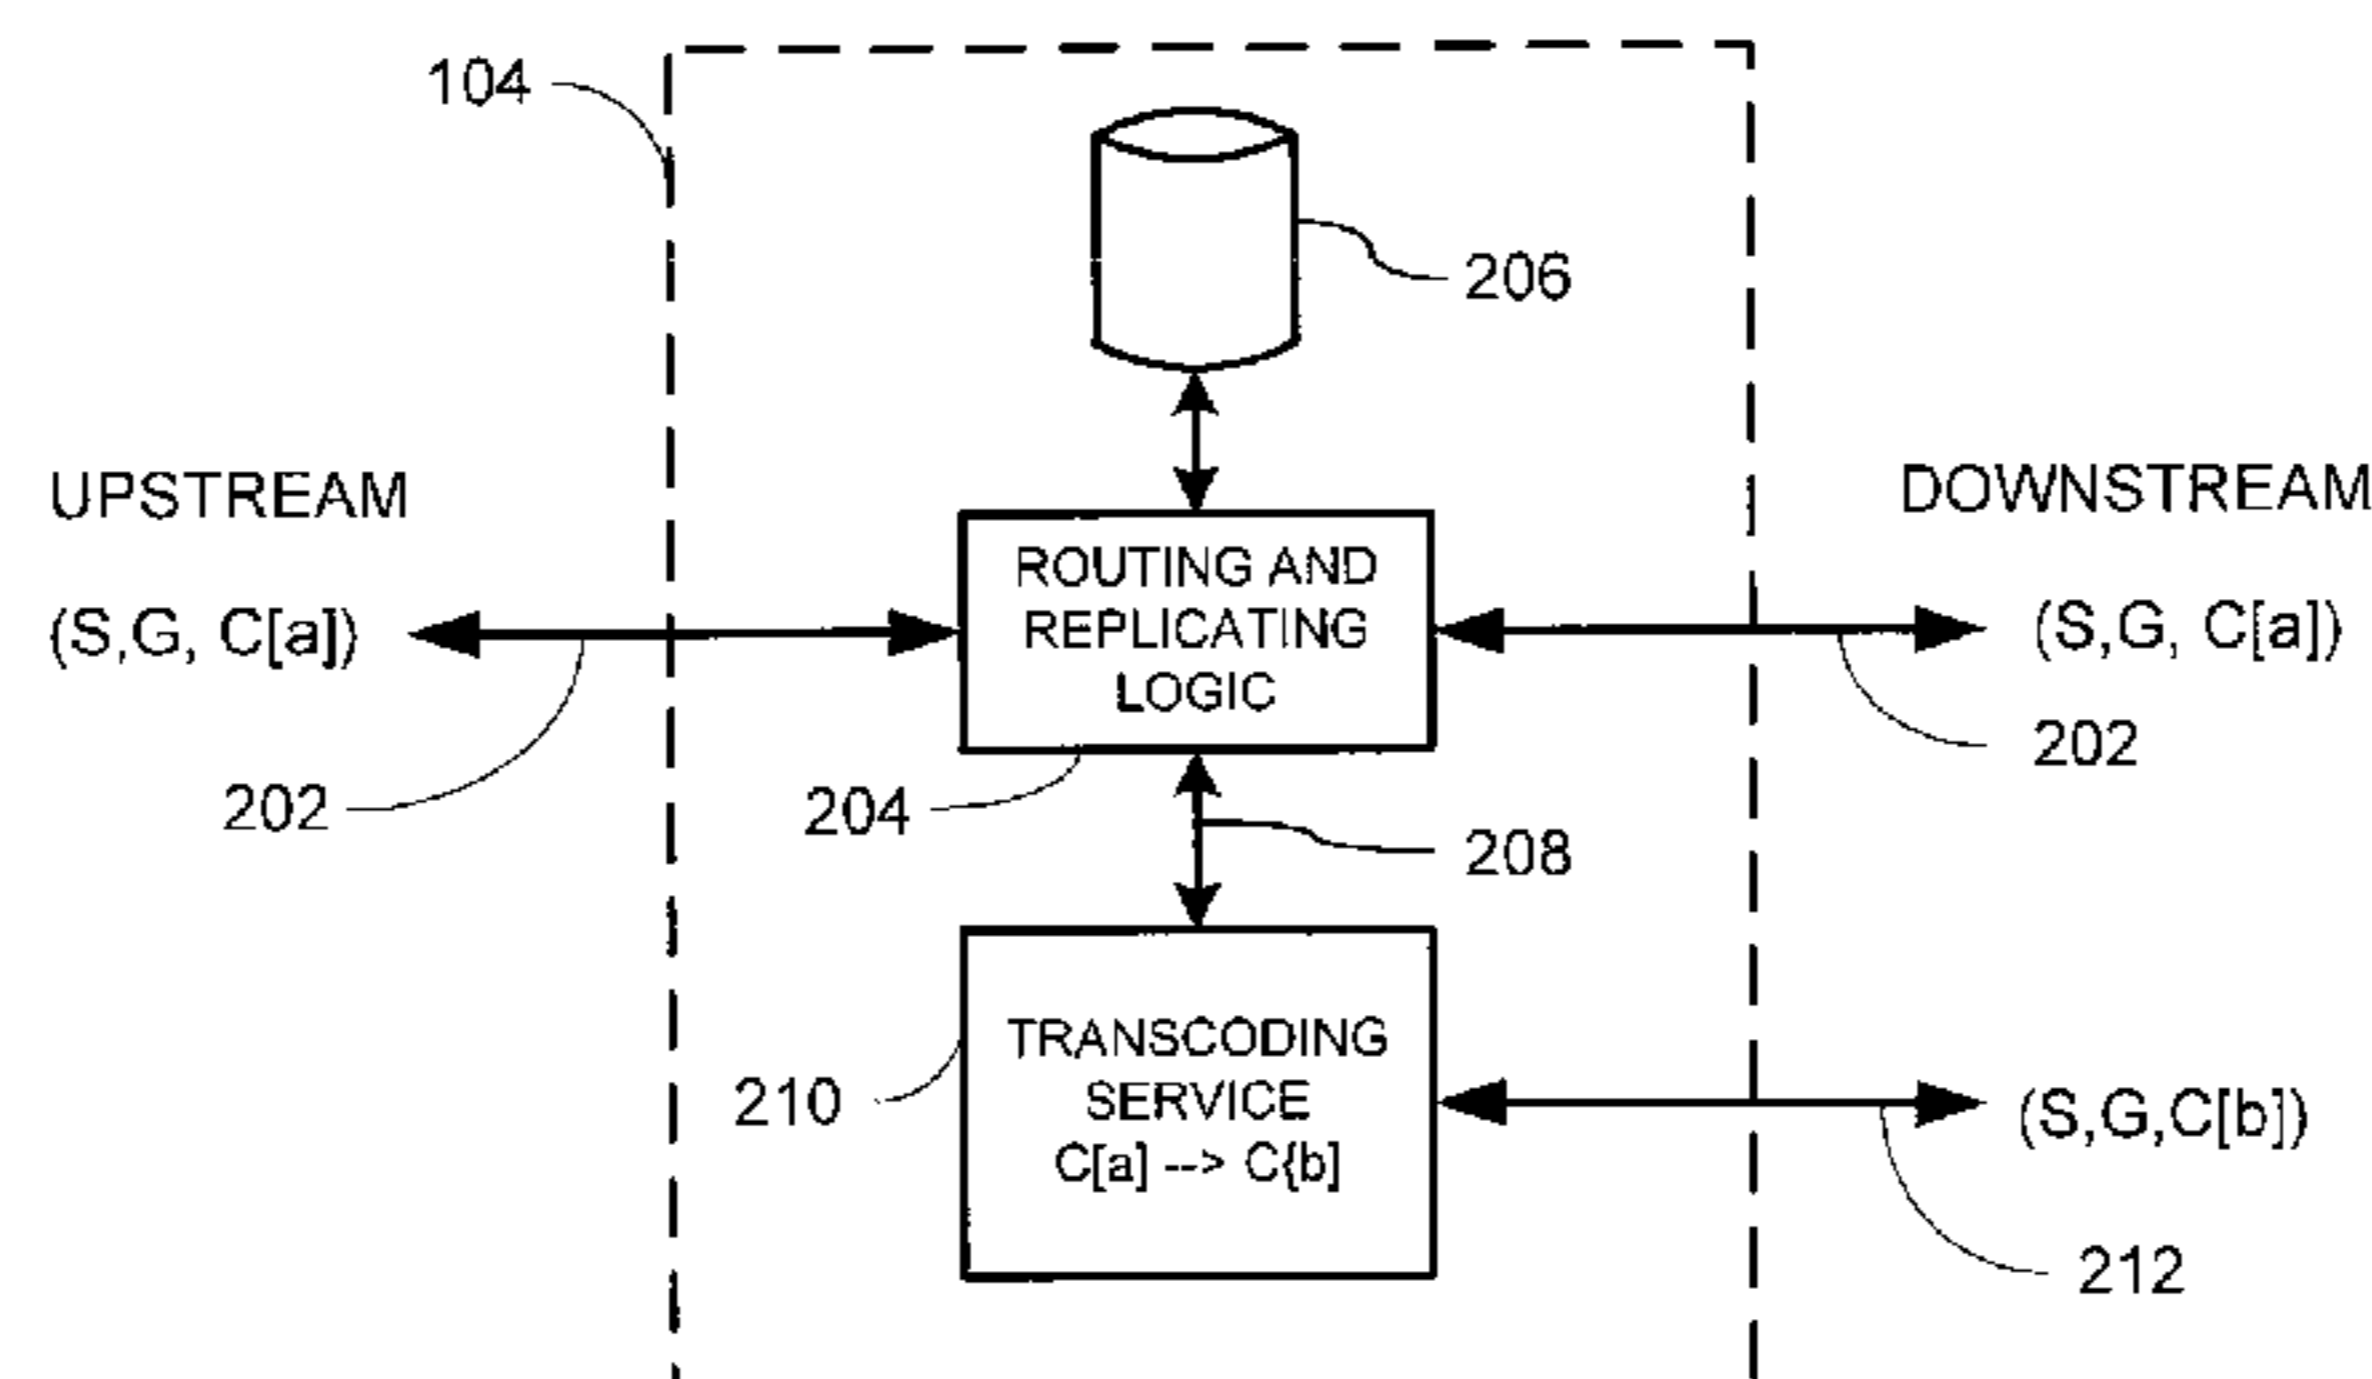 104
206
UPSTREAM
DOWNSTREAM
ROUTING AND
REPLICATING
LOGIC
(S,G, C[a])
(S,G, C[a])
202
202
204
208
TRANSCODING
SERVICE
C[a] --> C{b]
210
(S,G,C[b])
212